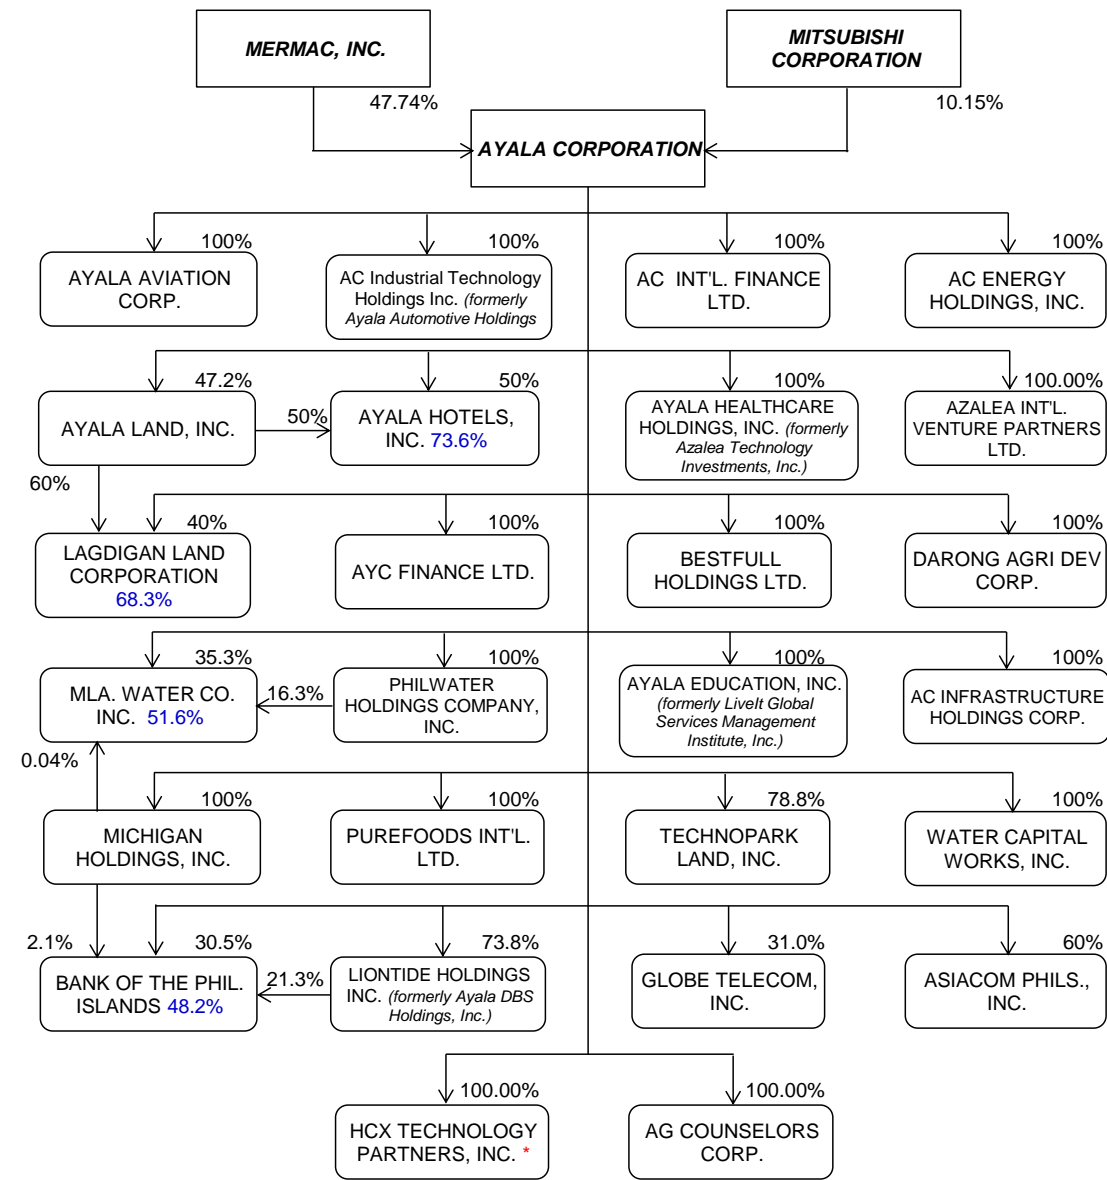 MERMAC, INC.
MITSUBISHI
CORPORATION
47.74%
10.15%
AYALA CORPORATION
100%
100%
100%
100%
AYALA AVIATION
CORP.
AC Industrial Technology
Holdings Inc. (formerly
Ayala Automotive Holdings
AC INT'L. FINANCE
LTD.
AC ENERGY
HOLDINGS, INC.
47.2%
50%
100%
100.00%
AYALA LAND, INC.
50%
AYALA HOTELS,
INC. 73.6%
AYALA HEALTHCARE
HOLDINGS, INC. (formerly
Azalea Technology
Investments, Inc.)
AZALEA INT'L.
VENTURE PARTNERS
LTD.
60%
40%
100%
100%
100%
LAGDIGAN LAND
CORPORATION
68.3%
AYC FINANCE LTD.
BESTFULL
HOLDINGS LTD.
DARONG AGRI DEV
CORP.
35.3%
100%
100%
100%
MLA. WATER CO.
INC. 51.6%
16.3%
PHILWATER
HOLDINGS COMPANY,
INC.
AYALA EDUCATION, INC.
(formerly LiveIt Global
Services Management
Institute, Inc.)
AC INFRASTRUCTURE
HOLDINGS CORP.
0.04%
100%
100%
78.8%
100%
MICHIGAN
HOLDINGS, INC.
PUREFOODS INT'L.
LTD.
TECHNOPARK
LAND, INC.
WATER CAPITAL
WORKS, INC.
2.1%
30.5%
73.8%
31.0%
60%
BANK OF THE PHIL.
ISLANDS 48.2%
21.3%
LIONTIDE HOLDINGS
INC. (formerly Ayala DBS
Holdings, Inc.)
GLOBE TELECOM,
INC.
ASIACOM PHILS.,
INC.
100.00%
100.00%
HCX TECHNOLOGY
PARTNERS, INC. *
AG COUNSELORS
CORP.